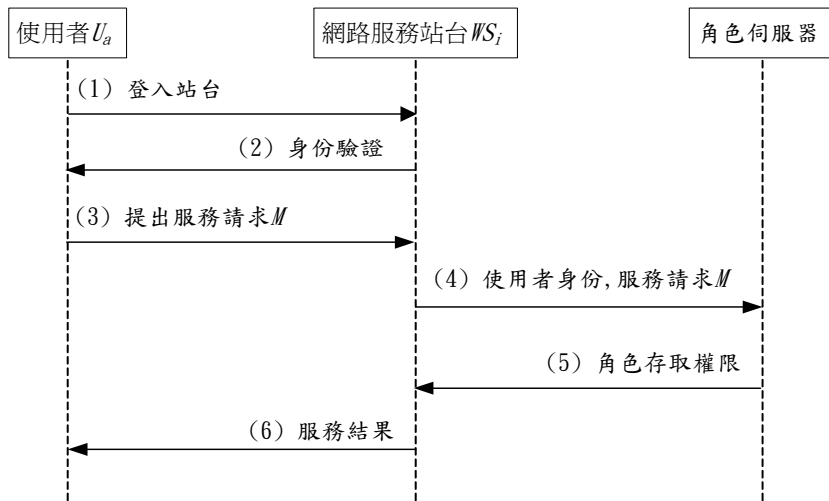 使用者Ua
網路服務站台WSi
角色伺服器
(1) 登入站台
(2) 身份驗證
(3) 提出服務請求M
(4) 使用者身份,服務請求M
(5) 角色存取權限
(6) 服務結果